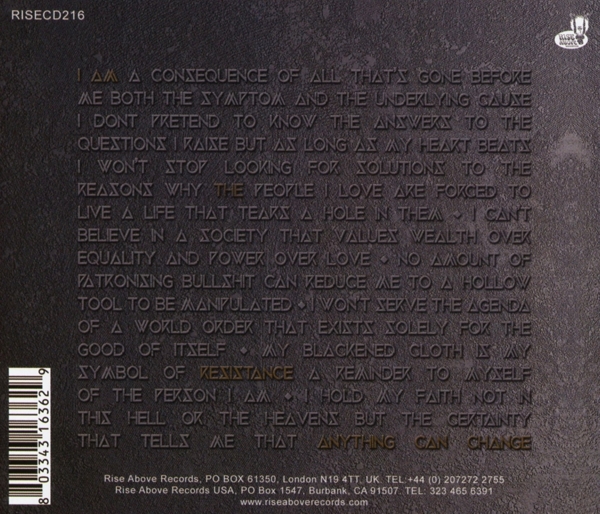 RISECD216
RISE ABOVE
I AM A CONSEQUENCE OF ALL THAT'S GONE BEFORE
ME BOTH THE SYMPTOM AND THE UNDERLYING CAUSE
I DONT PRETEND TO KNOW THE ANSWERS TO THE
QUESTIONS I RAISE BUT AS LONG AS MY HEART BEATS
I WON'T STOP LOOKING FOR SOLUTIONS TO THE
REASONS WHY THE PEOPLE I LOVE ARE FORCED TO
LIVE A LIFE THAT TEARS A HOLE IN THEM • I CAN'T
BELIEVE IN A SOCIETY THAT VALUES WEALTH OVER
EQUALITY AND POWER OVER LOVE • NO AMOUNT OF
PATRONISING BULLSHIT CAN REDUCE ME TO A HOLLOW
TOOL TO BE MANIPULATED • I WON'T SERVE THE AGENDA
OF A WORLD ORDER THAT EXISTS SOLELY FOR THE
GOOD OF ITSELF • MY BLACKENED CLOTH IS MY
SYMBOL OF RESISTANCE A REMINDER TO MYSELF
OF THE PERSON I AM • I HOLD MY FAITH NOT IN
THIS HELL OR THE HEAVENS BUT THE CERTAINTY
THAT TELLS ME THAT ANYTHING CAN CHANGE
8 03343 16362 9
Rise Above Records, PO BOX 61350, London N19 4TT, UK. TEL:+44 (0) 207272 2755
Rise Above Records USA, PO Box 1547, Burbank, CA 91507. TEL: 323 465 6391
www.riseaboverecords.com